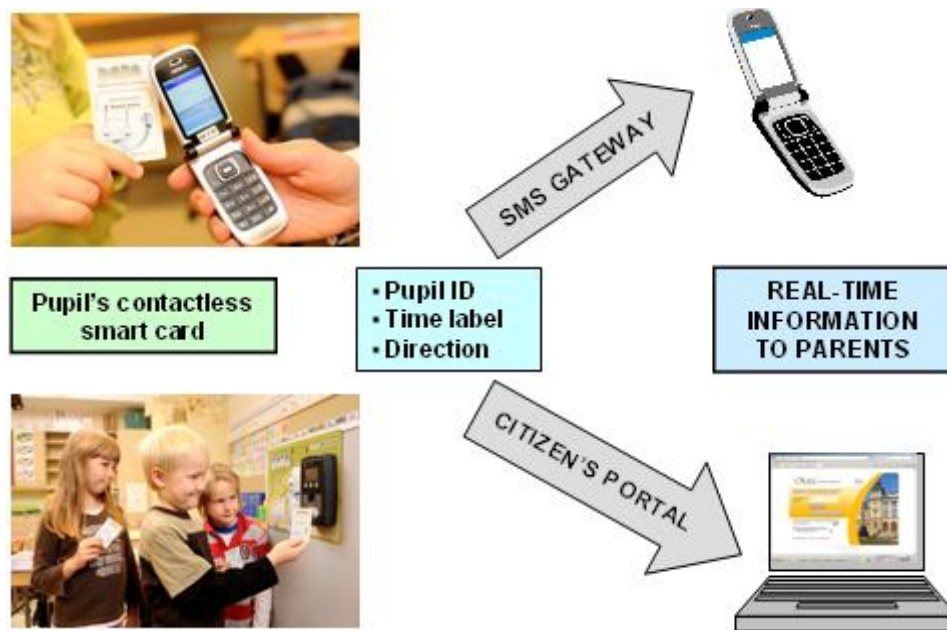 SMS GATEWAY
Pupil's contactless
smart card
▪ Pupil ID
▪ Time label
▪ Direction
REAL-TIME
INFORMATION
TO PARENTS
CITIZEN'S PORTAL